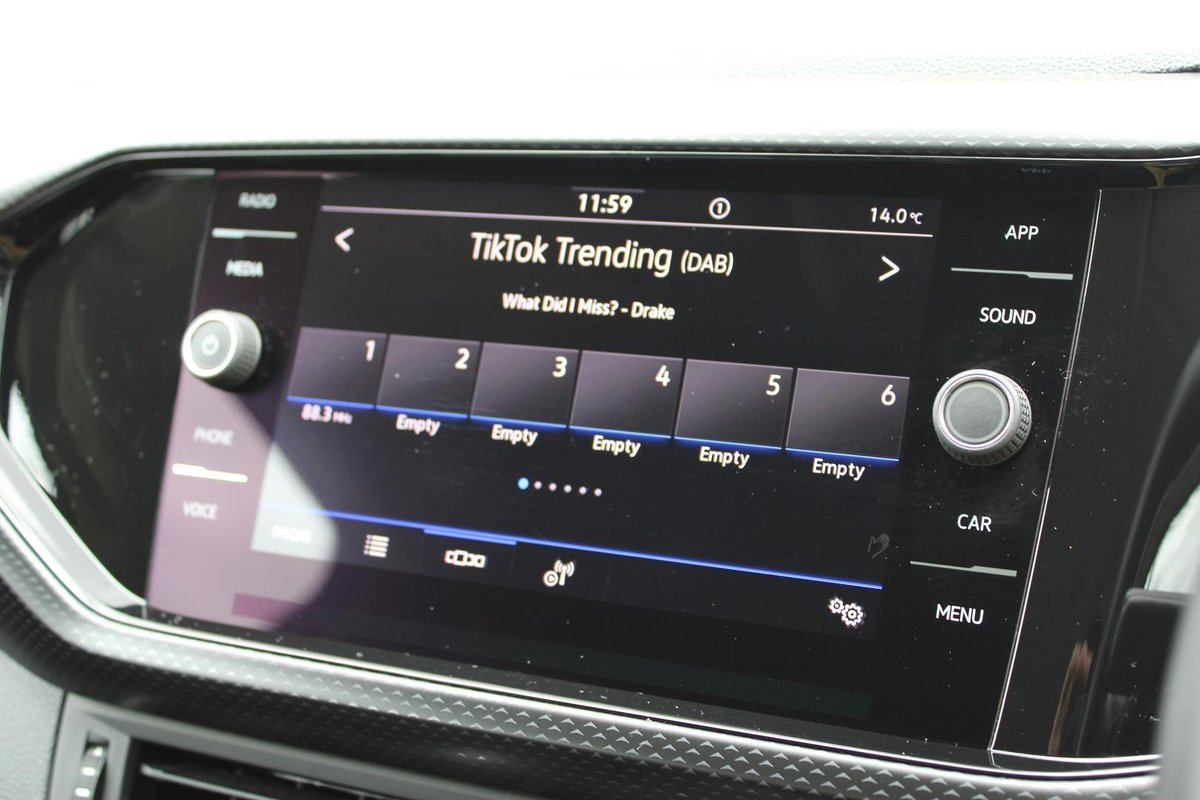 RADIO
MEDIA
PHONE
VOICE
11:59
1
14.0°C
TikTok Trending (DAB)
What Did I Miss? - Drake
1
2
3
4
5
6
88.3 MHz
Empty
Empty
Empty
Empty
Empty
APP
SOUND
CAR
MENU